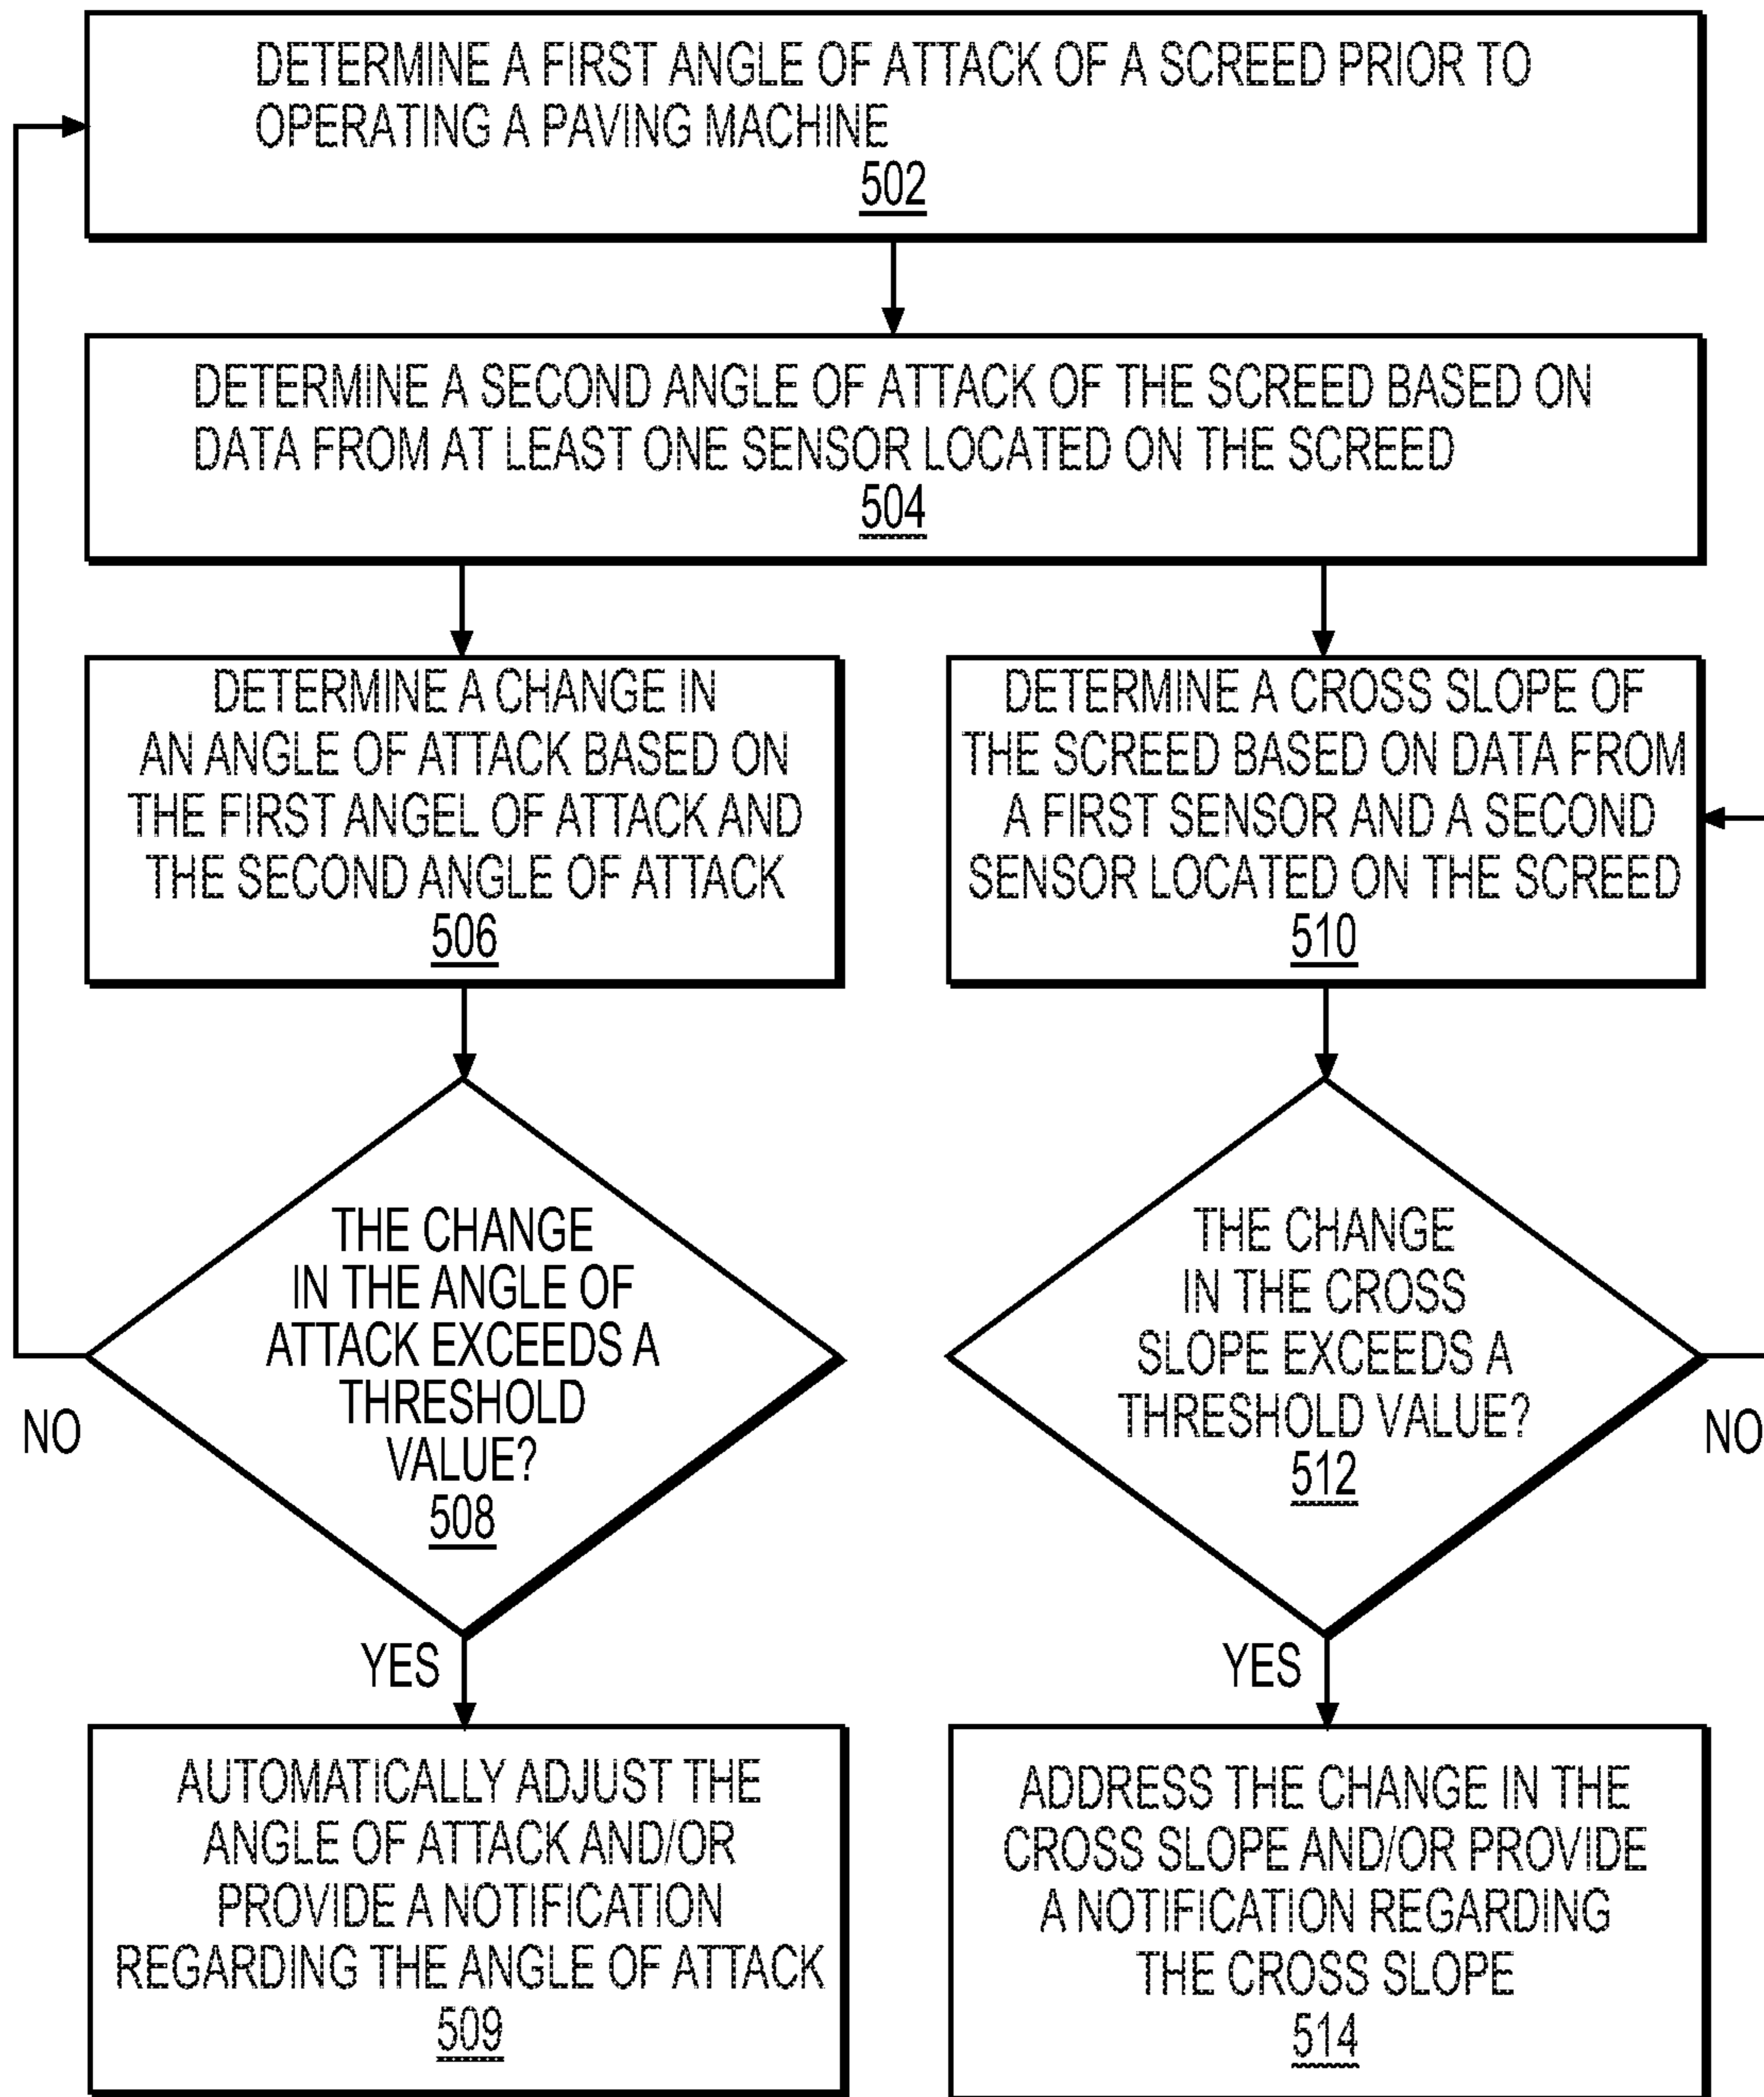 DETERMINE A FIRST ANGLE OF ATTACK OF A SCREED PRIOR TO
OPERATING A PAVING MACHINE
502
DETERMINE A SECOND ANGLE OF ATTACK OF THE SCREED BASED ON
DATA FROM AT LEAST ONE SENSOR LOCATED ON THE SCREED
504
DETERMINE A CHANGE IN
AN ANGLE OF ATTACK BASED ON
THE FIRST ANGEL OF ATTACK AND
THE SECOND ANGLE OF ATTACK
506
DETERMINE A CROSS SLOPE OF
THE SCREED BASED ON DATA FROM
A FIRST SENSOR AND A SECOND
SENSOR LOCATED ON THE SCREED
510
THE CHANGE
IN THE ANGLE OF
ATTACK EXCEEDS A
THRESHOLD
VALUE?
508
NO
YES
THE CHANGE
IN THE CROSS
SLOPE EXCEEDS A
THRESHOLD VALUE?
512
NO
YES
AUTOMATICALLY ADJUST THE
ANGLE OF ATTACK AND/OR
PROVIDE A NOTIFICATION
REGARDING THE ANGLE OF ATTACK
509
ADDRESS THE CHANGE IN THE
CROSS SLOPE AND/OR PROVIDE
A NOTIFICATION REGARDING
THE CROSS SLOPE
514